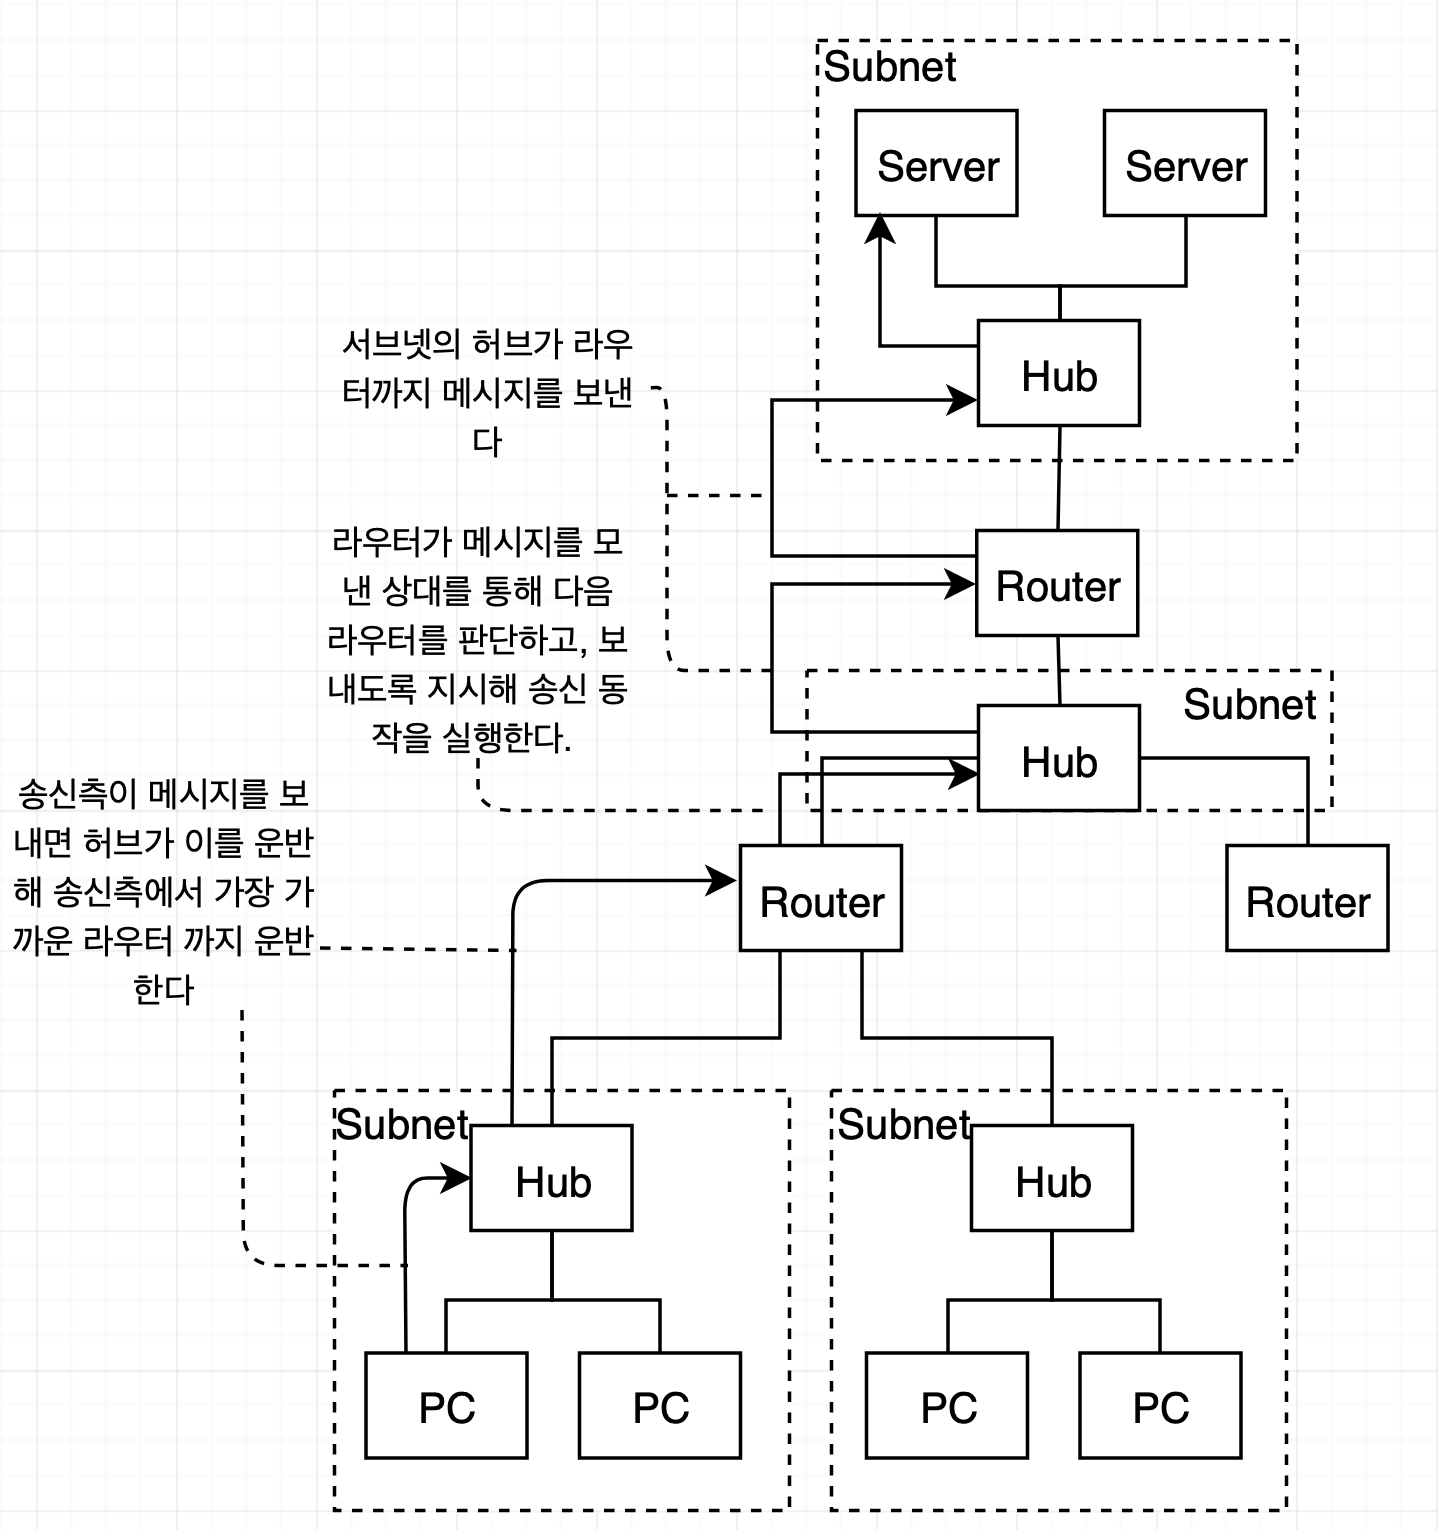 Subnet
Server
Server
서브넷의 허브가 라우
터까지 메시지를 보낸
다
Hub
라우터가 메시지를 모
낸 상대를 통해 다음
라우터를 판단하고, 보
내도록 지시해 송신 동
작을 실행한다.
Router
Subnet
Hub
송신측이 메시지를 보
내면 허브가 이를 운반
해 송신측에서 가장 가
까운 라우터 까지 운반
한다
Router
Router
Subnet
Hub
Subnet
Hub
PC
PC
PC
PC